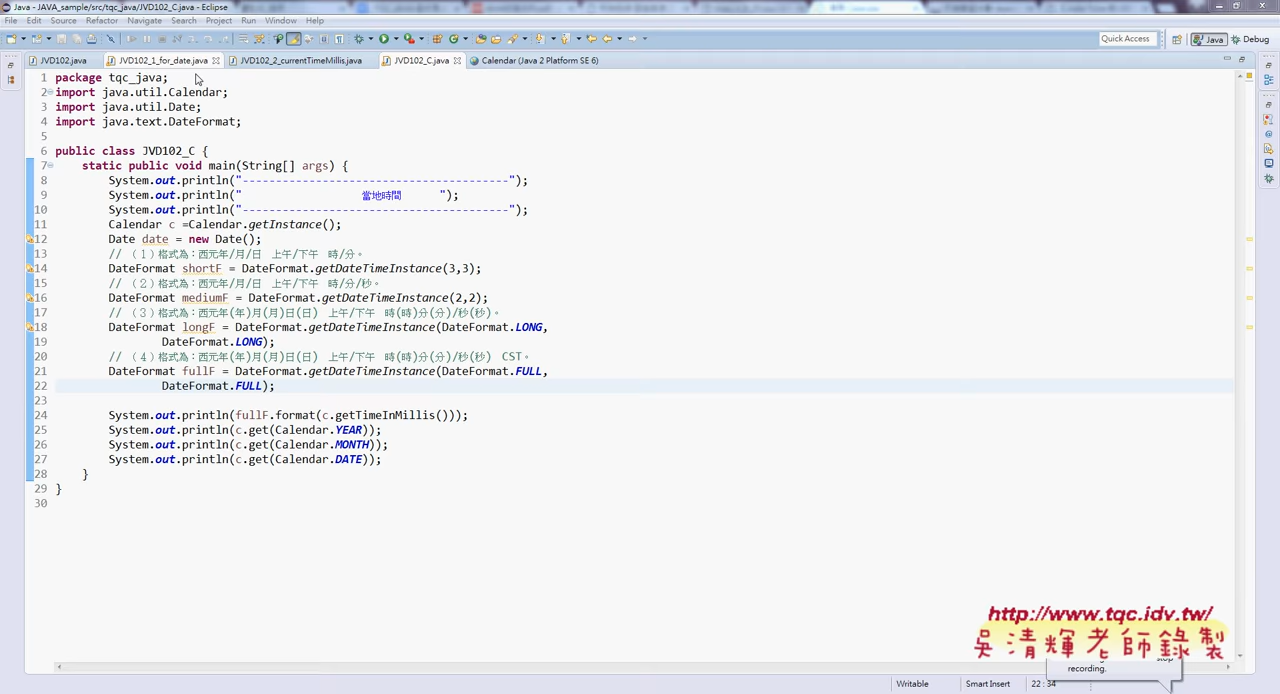 Java - JAVA_sample/src/tqc_java/JVD102_C.java - Eclipse
File Edit Source Refactor Navigate Search Project Run Window Help
Quick Access Java Debug
JVD102.java JVD102_1_for_date.java JVD102_2_currentTimeMillis.java JVD102_C.java Calendar (Java 2 Platform SE 6)
1 package tqc_java;
2 import java.util.Calendar;
3 import java.util.Date;
4 import java.text.DateFormat;
5
6 public class JVD102_C {
7 static public void main(String[] args) {
8 System.out.println("----------------------------------------");
9 System.out.println(" 當地時間 ");
10 System.out.println("----------------------------------------");
11 Calendar c =Calendar.getInstance();
12 Date date = new Date();
13 // （1）格式為：西元年/月/日 上午/下午 時/分。
14 DateFormat shortF = DateFormat.getDateTimeInstance(3,3);
15 // （2）格式為：西元年/月/日 上午/下午 時/分/秒。
16 DateFormat mediumF = DateFormat.getDateTimeInstance(2,2);
17 // （3）格式為：西元年(年)月(月)日(日) 上午/下午 時(時)分(分)/秒(秒)。
18 DateFormat longF = DateFormat.getDateTimeInstance(DateFormat.LONG,
19 DateFormat.LONG);
20 // （4）格式為：西元年(年)月(月)日(日) 上午/下午 時(時)分(分)/秒(秒) CST。
21 DateFormat fullF = DateFormat.getDateTimeInstance(DateFormat.FULL,
22 DateFormat.FULL);
23
24 System.out.println(fullF.format(c.getTimeInMillis()));
25 System.out.println(c.get(Calendar.YEAR));
26 System.out.println(c.get(Calendar.MONTH));
27 System.out.println(c.get(Calendar.DATE));
28 }
29 }
30
http://www.tqc.idv.tw/
吳清輝老師錄製
stop
recording.
Writable Smart Insert 22 : 34